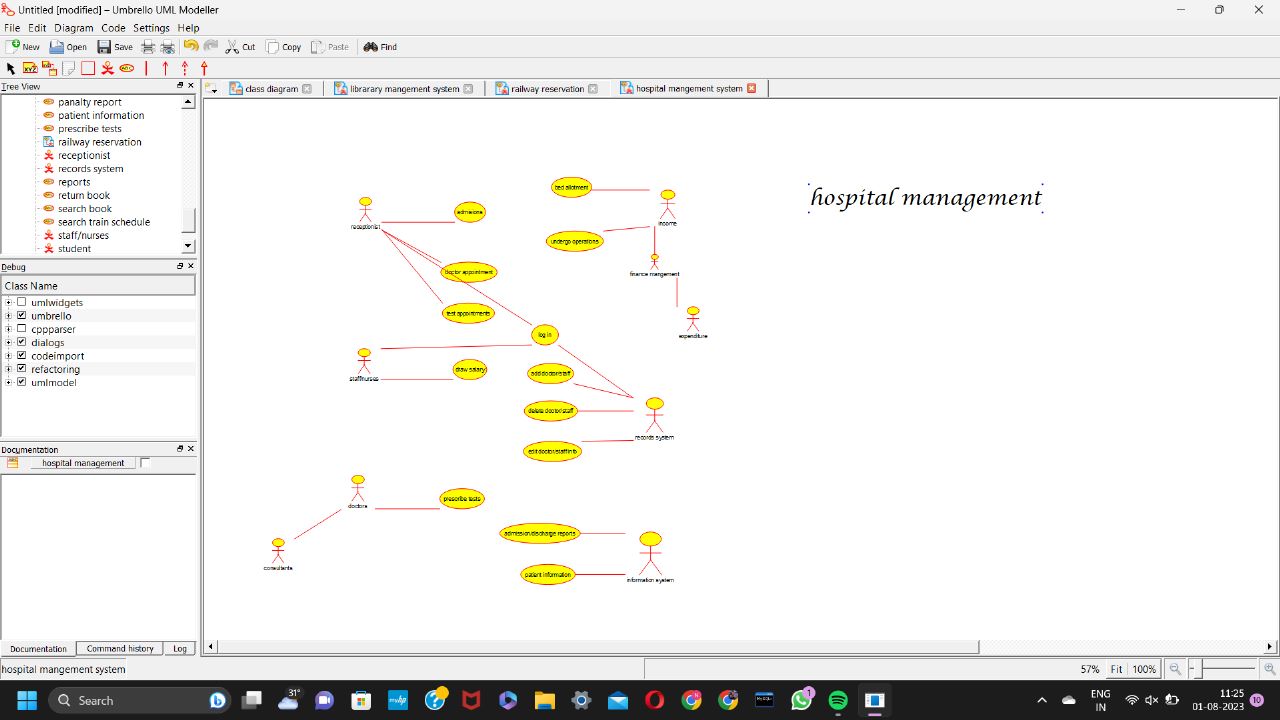 Untitled [modified] – Umbrello UML Modeller
File Edit Diagram Code Settings Help
New Open Save Cut Copy Paste Find
Tree View
panalty report
patient information
prescribe tests
railway reservation
receptionist
records system
reports
return book
search book
search train schedule
staff/nurses
student
Debug
Class Name
umlwidgets
umbrello
cppparser
dialogs
codeimport
refactoring
umlmodel
Documentation
hospital management
Documentation Command history Log
hospital mangement system
class diagram
librarary mangement system
railway reservation
hospital mangement system
hospital management
bed allotment
income
receptionist
admissions
undergo operations
doctor appointment
finance mangement
test appointments
expenditure
log in
staff/nurses
draw salary
add doctor/staff
delete doctor/staff
records system
edit doctor/staff info
doctors
prescribe tests
consultants
admission/discharge reports
patient information
information system
57% Fit 100%
Search
31°
ENG
IN
11:25
01-08-2023
10